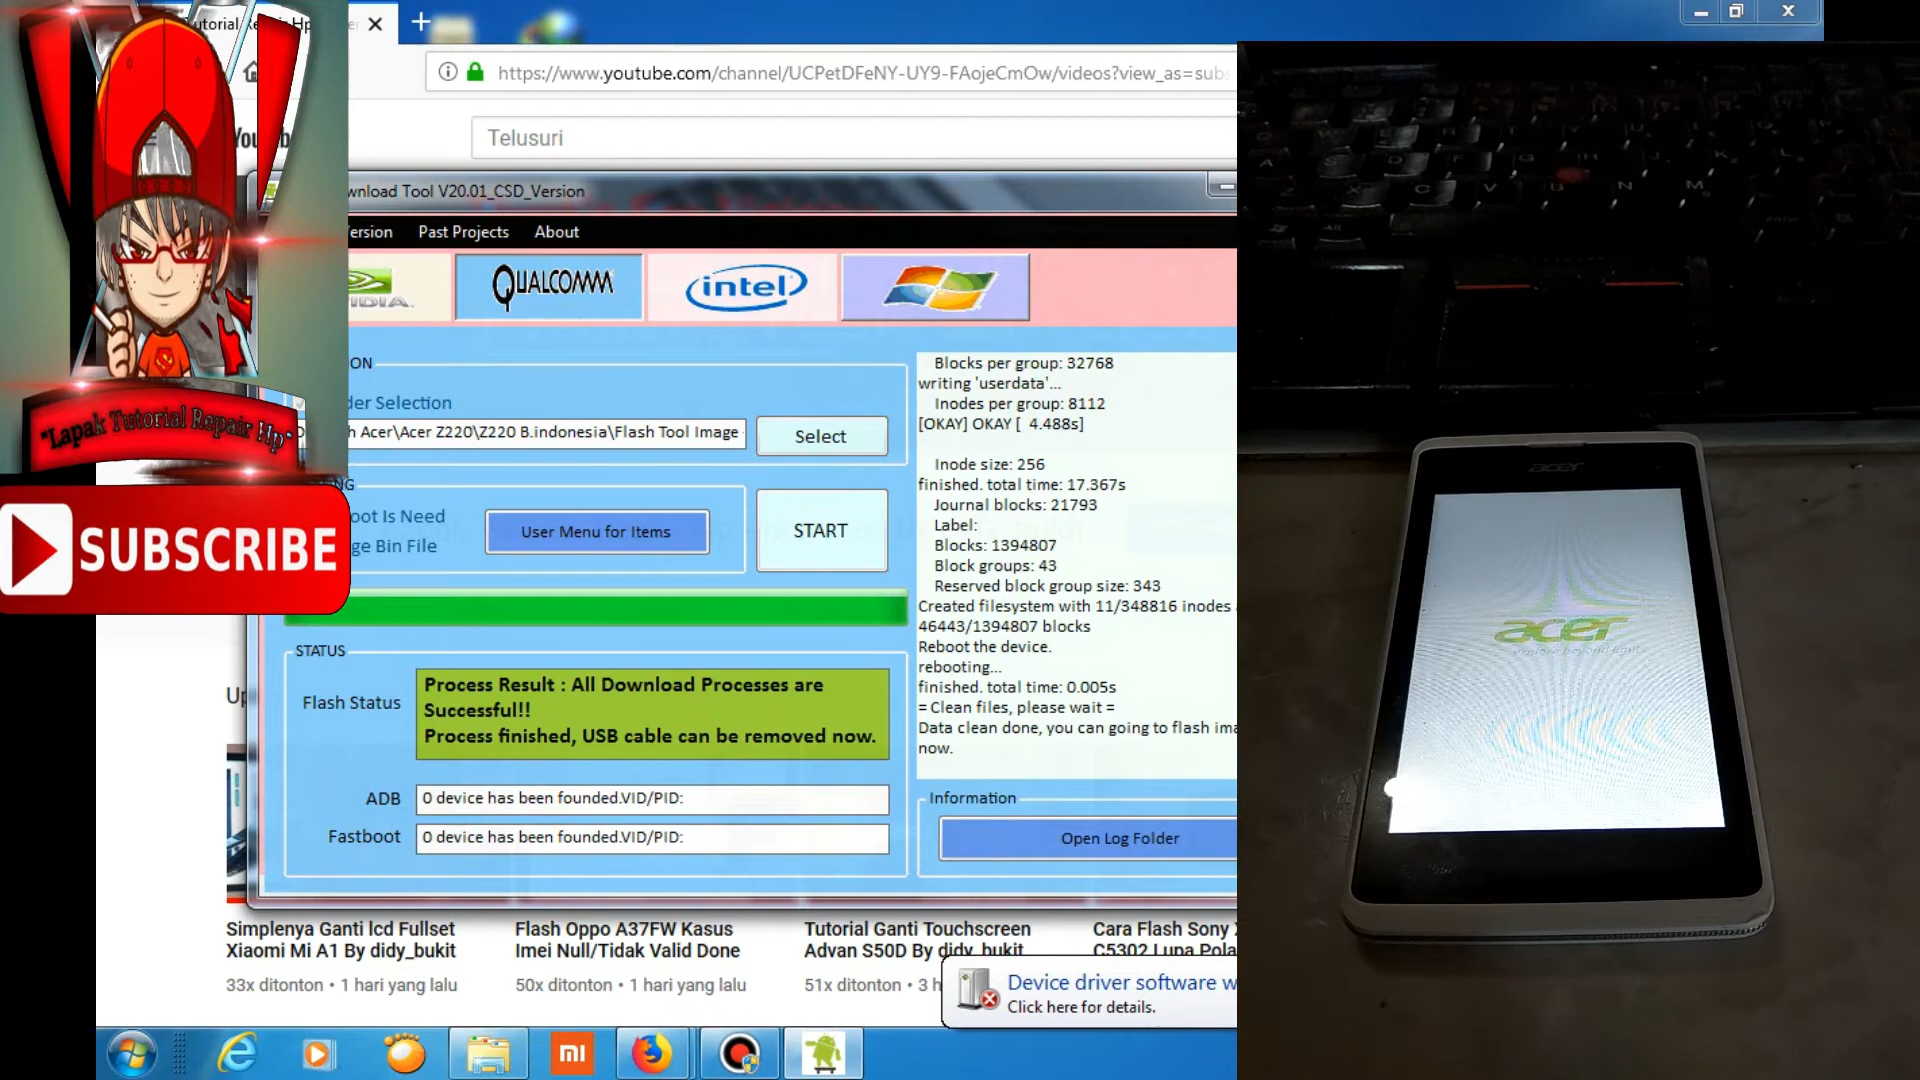 utorial
https://www.youtube.com/channel/UCPetDFeNY-UY9-FAojeCmOw/videos?view_as=subs
Telusuri
wnload Tool V20.01_CSD_Version
ersion Past Projects About
QUALCOMM
intel
ON
der Selection
h Acer\Acer Z220\Z220 B.indonesia\Flash Tool Image
Select
NG
oot Is Need
ge Bin File
User Menu for Items
START
Blocks per group: 32768
writing 'userdata'...
Inodes per group: 8112
[OKAY] OKAY [ 4.488s]
Inode size: 256
finished. total time: 17.367s
Journal blocks: 21793
Label:
Blocks: 1394807
Block groups: 43
Reserved block group size: 343
Created filesystem with 11/348816 inodes
46443/1394807 blocks
Reboot the device.
rebooting...
finished. total time: 0.005s
= Clean files, please wait =
Data clean done, you can going to flash ima
now.
STATUS
Flash Status
Process Result : All Download Processes are
Successful!!
Process finished, USB cable can be removed now.
ADB
0 device has been founded.VID/PID:
Fastboot
0 device has been founded.VID/PID:
Information
Open Log Folder
"Lapak Tutorial Repair Hp"
SUBSCRIBE
Simplenya Ganti lcd Fullset
Xiaomi Mi A1 By didy_bukit
33x ditonton • 1 hari yang lalu
Flash Oppo A37FW Kasus
Imei Null/Tidak Valid Done
50x ditonton • 1 hari yang lalu
Tutorial Ganti Touchscreen
Advan S50D By didy_bukit
51x ditonton • 3 h
Cara Flash Sony
C5302 Lupa Pola
Device driver software w
Click here for details.
mi
acer
acer
explore beyond limits